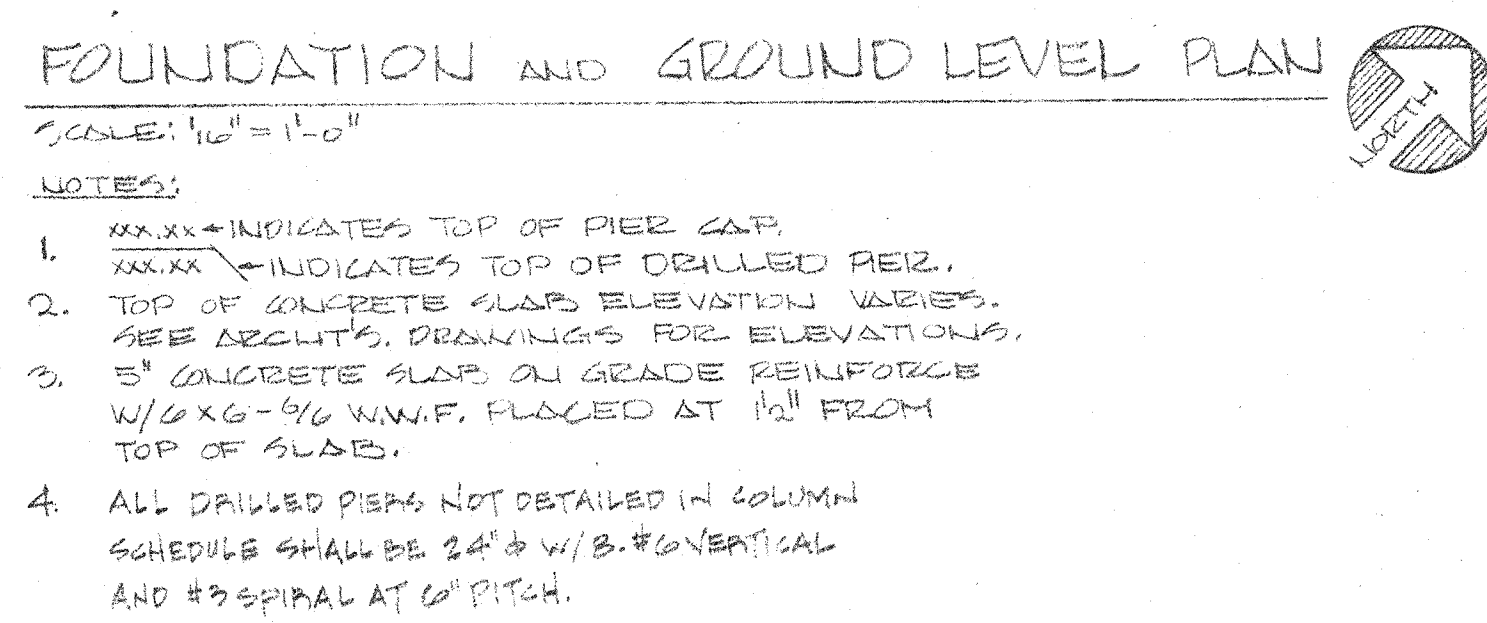 FOUNDATION AND GROUND LEVEL PLAN
NORTH
SCALE: 1/16" = 1'-0"
NOTES:
1. XXX.XX INDICATES TOP OF PIER CAP.
XXX.XX INDICATES TOP OF DRILLED PIER.
2. TOP OF CONCRETE SLAB ELEVATION VARIES.
SEE ARCHT'S. DRAWINGS FOR ELEVATIONS.
3. 5" CONCRETE SLAB ON GRADE REINFORCE
W/6X6-6/6 W.W.F. PLACED AT 1 1/2" FROM
TOP OF SLAB.
4. ALL DRILLED PIERS NOT DETAILED IN COLUMN
SCHEDULE SHALL BE 24"ϕ W/8-#6 VERTICAL
AND #3 SPIRAL AT 6" PITCH.